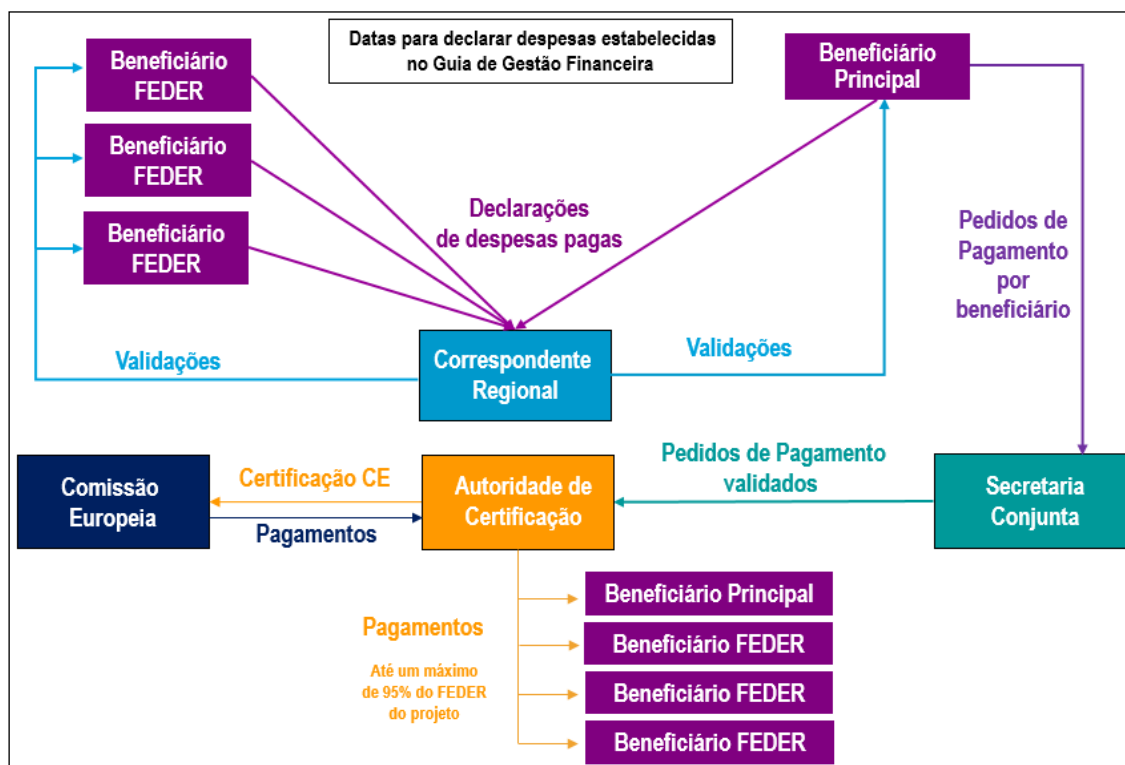 Datas para declarar despesas estabelecidas
no Guia de Gestão Financeira
Beneficiário
FEDER
Beneficiário
FEDER
Beneficiário
FEDER
Beneficiário
Principal
Declarações
de despesas pagas
Pedidos de
Pagamento
por
beneficiário
Validações
Correspondente
Regional
Validações
Comissão
Europeia
Certificação CE
Pagamentos
Autoridade de
Certificação
Pedidos de Pagamento
validados
Secretaria
Conjunta
Pagamentos
Até um máximo
de 95% do FEDER
do projeto
Beneficiário Principal
Beneficiário FEDER
Beneficiário FEDER
Beneficiário FEDER